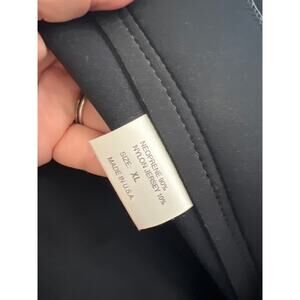 NEOPRENE 90%
NYLON JERSEY 10%
SIZE: XL
MADE IN U.S.A